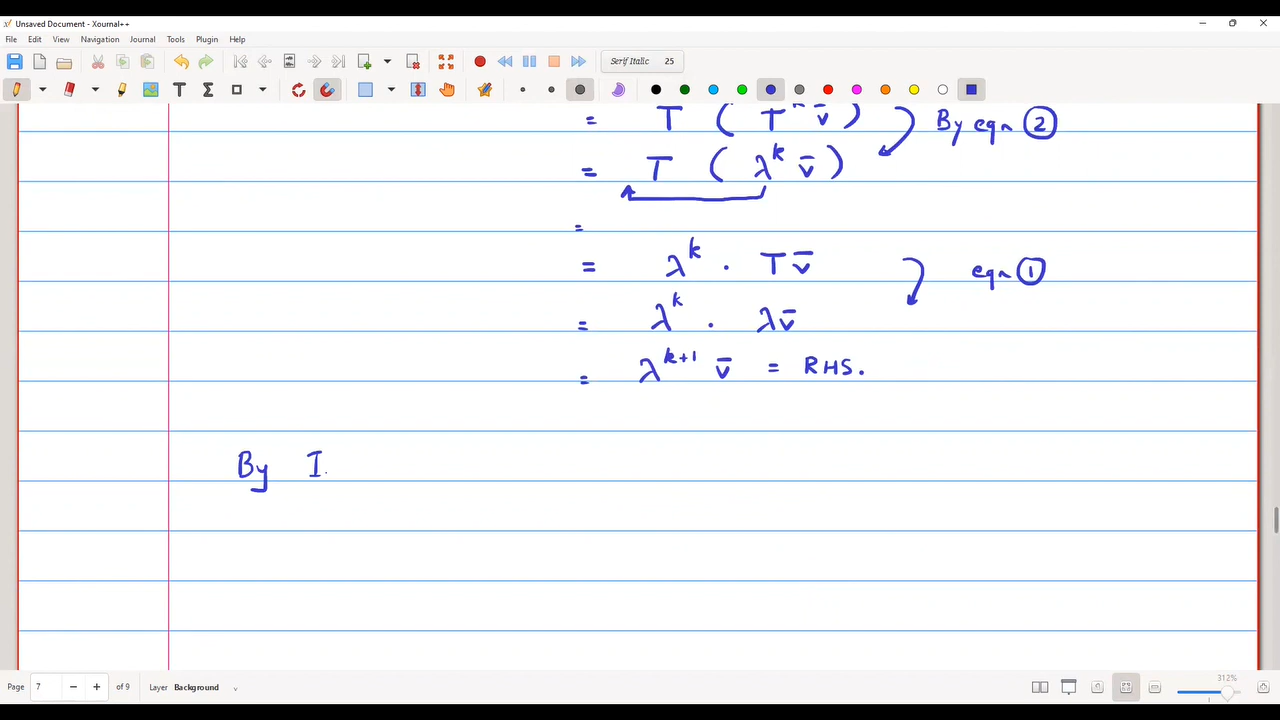 Unsaved Document - Xournal++
File Edit View Navigation Journal Tools Plugin Help
Serif Italic 25
= T ( T^k v̄ ) By eqn ②
= T ( λ^k v̄ )
=
= λ^k . T v̄ eqn ①
= λ^k . λ v̄
= λ^{k+1} v̄ = RHS.
By I
Page 7 of 9 Layer Background 312%